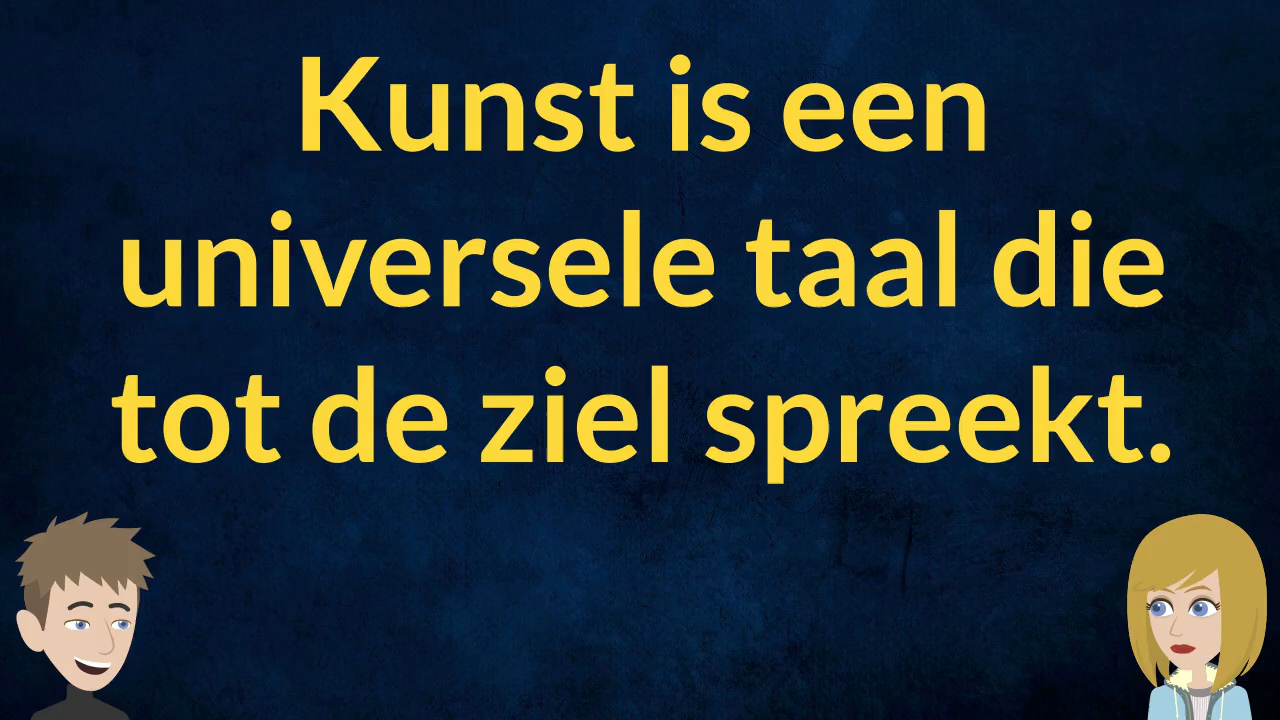 Kunst is een
universele taal die
tot de ziel spreekt.